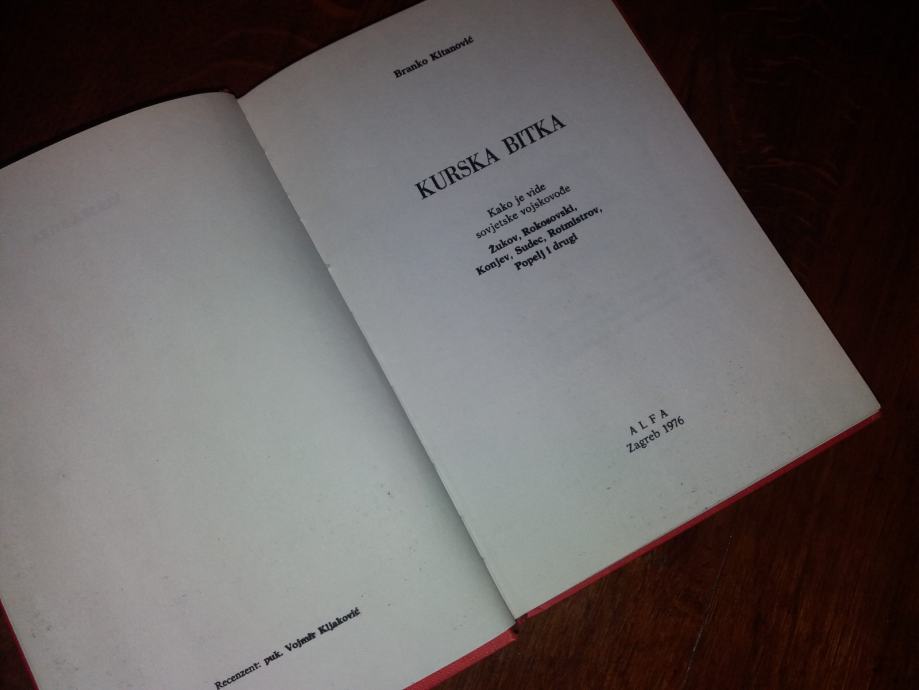 Recenzent: puk. Vojmir Kljaković
Branko Kitanović
KURSKA BITKA
Kako je vide
sovjetske vojskovođe
Žukov, Rokosovski,
Konjev, Sudec, Rotmistrov,
Popelj i drugi
ALFA
Zagreb 1976